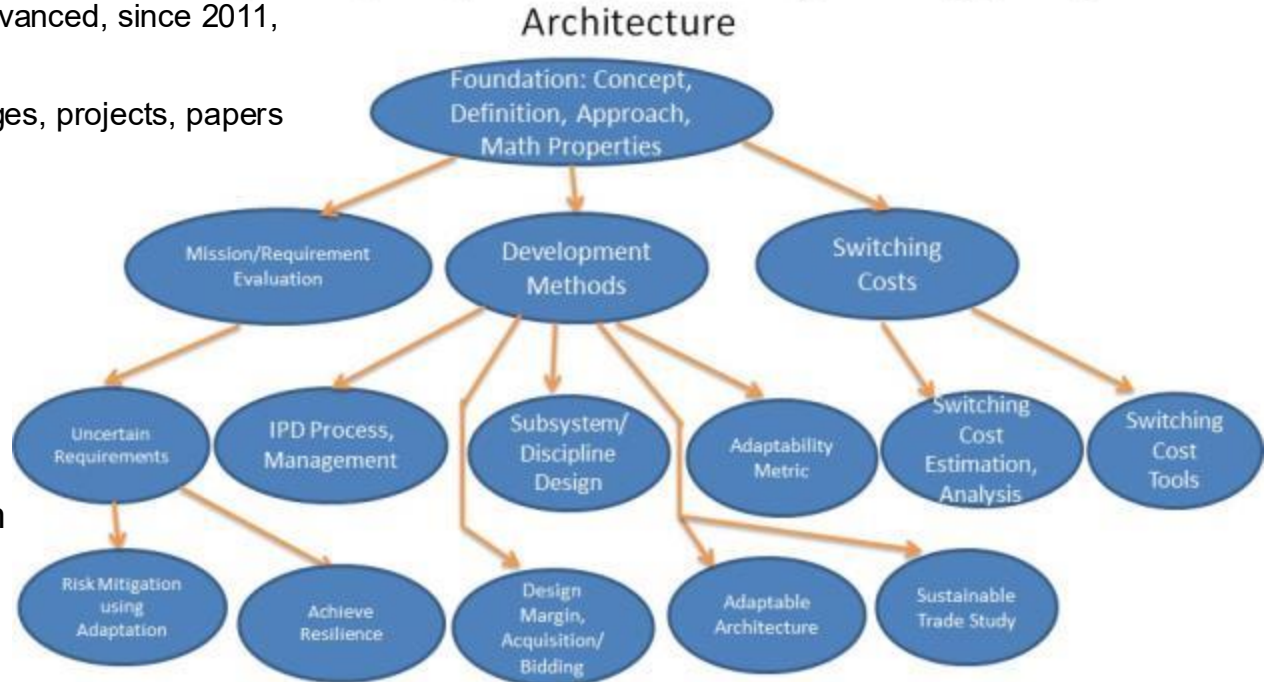 vanced, since 2011,
ges, projects, papers
n
Architecture
Foundation: Concept,
Definition, Approach,
Math Properties
Mission/Requirement
Evaluation
Development
Methods
Switching
Costs
Uncertain
Requirements
IPD Process,
Management
Subsystem/
Discipline
Design
Adaptability
Metric
Switching
Cost
Estimation,
Analysis
Switching
Cost
Tools
Risk Mitigation
using
Adaptation
Achieve
Resilience
Design
Margin,
Acquisition/
Bidding
Adaptable
Architecture
Sustainable
Trade Study